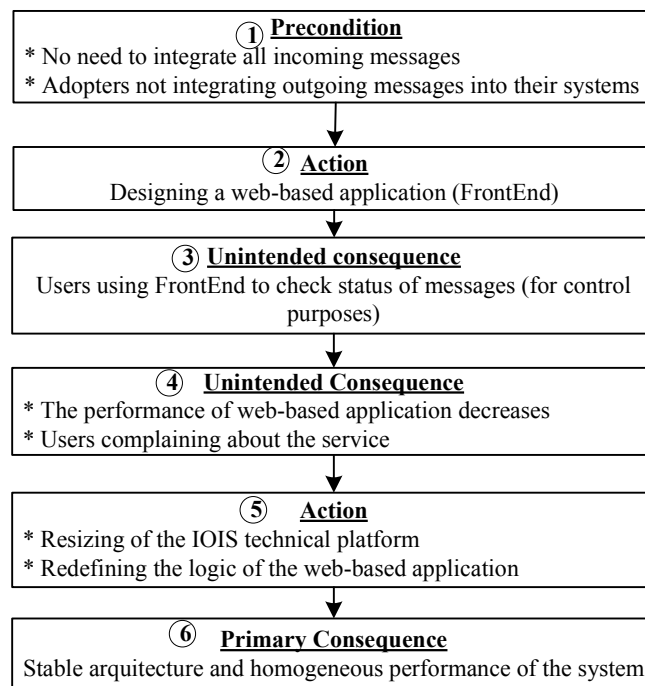 1 Precondition
* No need to integrate all incoming messages
* Adopters not integrating outgoing messages into their systems
2 Action
Designing a web-based application (FrontEnd)
3 Unintended consequence
Users using FrontEnd to check status of messages (for control
purposes)
4 Unintended Consequence
* The performance of web-based application decreases
* Users complaining about the service
5 Action
* Resizing of the IOIS technical platform
* Redefining the logic of the web-based application
6 Primary Consequence
Stable arquitecture and homogeneous performance of the system